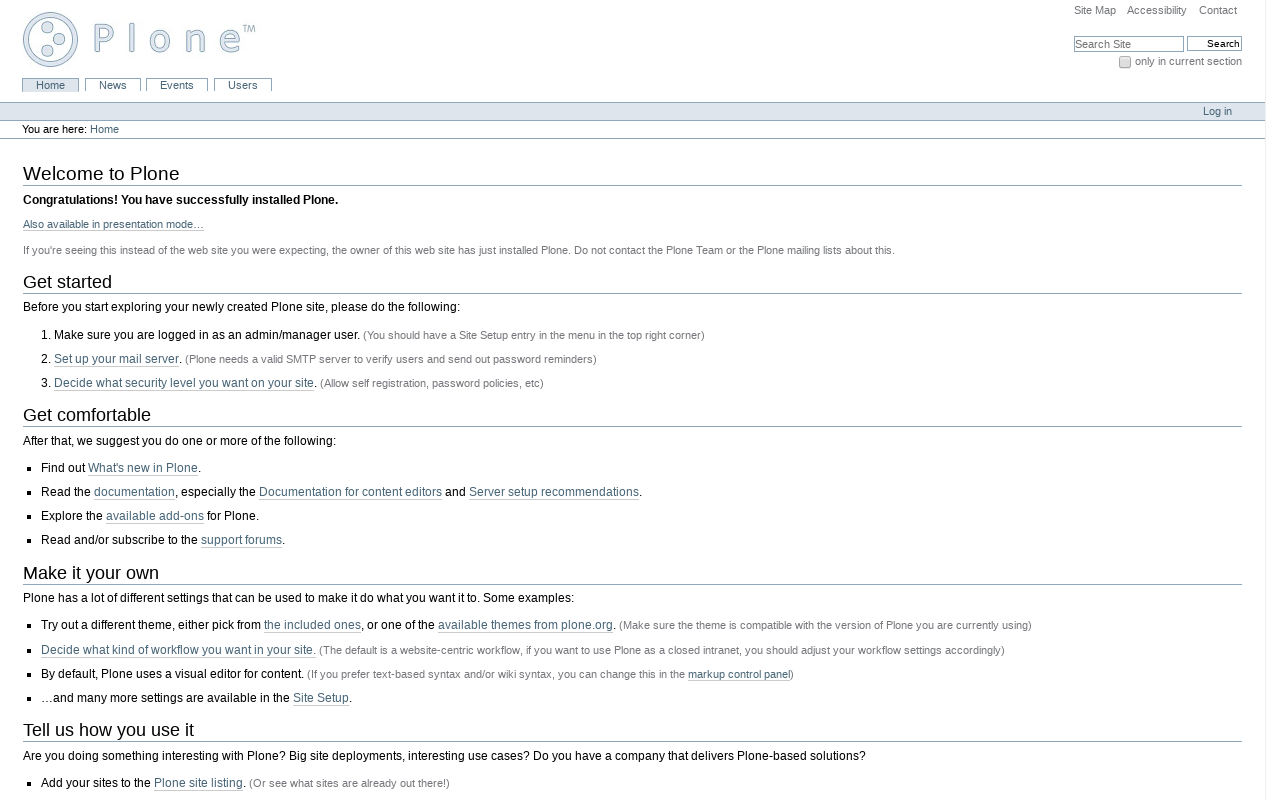 Plone™
Site Map Accessibility Contact
Search Site Search
only in current section
Home News Events Users
Log in
You are here: Home
Welcome to Plone
Congratulations! You have successfully installed Plone.
Also available in presentation mode…
If you're seeing this instead of the web site you were expecting, the owner of this web site has just installed Plone. Do not contact the Plone Team or the Plone mailing lists about this.
Get started
Before you start exploring your newly created Plone site, please do the following:
1. Make sure you are logged in as an admin/manager user. (You should have a Site Setup entry in the menu in the top right corner)
2. Set up your mail server. (Plone needs a valid SMTP server to verify users and send out password reminders)
3. Decide what security level you want on your site. (Allow self registration, password policies, etc)
Get comfortable
After that, we suggest you do one or more of the following:
Find out What's new in Plone.
Read the documentation, especially the Documentation for content editors and Server setup recommendations.
Explore the available add-ons for Plone.
Read and/or subscribe to the support forums.
Make it your own
Plone has a lot of different settings that can be used to make it do what you want it to. Some examples:
Try out a different theme, either pick from the included ones, or one of the available themes from plone.org. (Make sure the theme is compatible with the version of Plone you are currently using)
Decide what kind of workflow you want in your site. (The default is a website-centric workflow, if you want to use Plone as a closed intranet, you should adjust your workflow settings accordingly)
By default, Plone uses a visual editor for content. (If you prefer text-based syntax and/or wiki syntax, you can change this in the markup control panel)
…and many more settings are available in the Site Setup.
Tell us how you use it
Are you doing something interesting with Plone? Big site deployments, interesting use cases? Do you have a company that delivers Plone-based solutions?
Add your sites to the Plone site listing. (Or see what sites are already out there!)